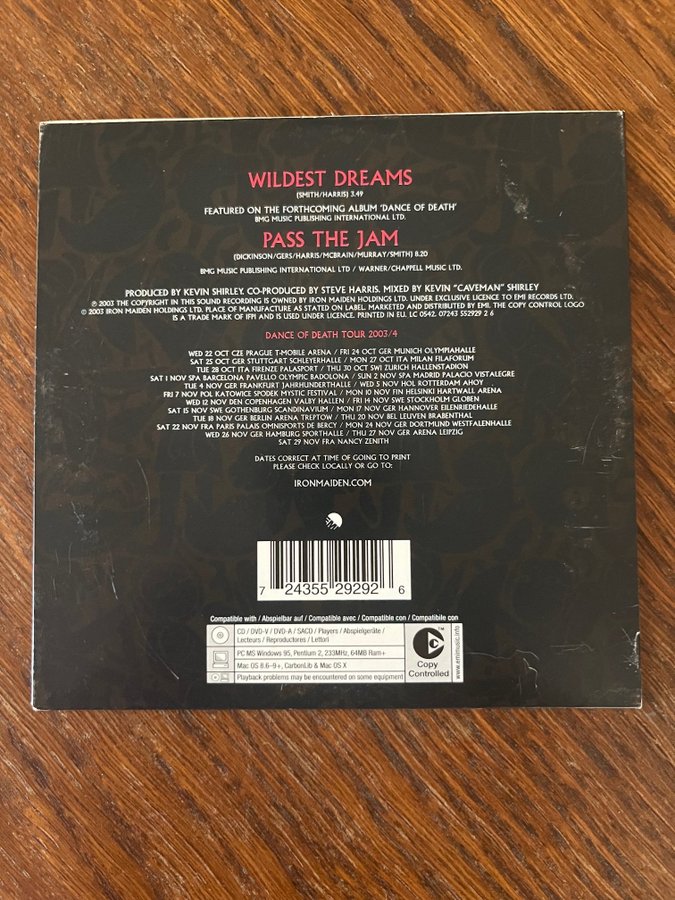 WILDEST DREAMS
(SMITH/HARRIS) 3.49
FEATURED ON THE FORTHCOMING ALBUM 'DANCE OF DEATH'
BMG MUSIC PUBLISHING INTERNATIONAL LTD.
PASS THE JAM
(DICKINSON/GERS/HARRIS/MCBRAIN/MURRAY/SMITH) 8.20
BMG MUSIC PUBLISHING INTERNATIONAL LTD / WARNER/CHAPPELL MUSIC LTD.
PRODUCED BY KEVIN SHIRLEY. CO-PRODUCED BY STEVE HARRIS. MIXED BY KEVIN "CAVEMAN" SHIRLEY
℗ 2003 THE COPYRIGHT IN THIS SOUND RECORDING IS OWNED BY IRON MAIDEN HOLDINGS LTD. UNDER EXCLUSIVE LICENCE TO EMI RECORDS LTD.
© 2003 IRON MAIDEN HOLDINGS LTD. PLACE OF MANUFACTURE AS STATED ON LABEL. MARKETED AND DISTRIBUTED BY EMI. THE COPY CONTROL LOGO
IS A TRADE MARK OF IFPI AND IS USED UNDER LICENCE. PRINTED IN EU. LC 0542. 07243 552929 2 6
DANCE OF DEATH TOUR 2003/4
WED 22 OCT CZE PRAGUE T-MOBILE ARENA / FRI 24 OCT GER MUNICH OLYMPIAHALLE
SAT 25 OCT GER STUTTGART SCHLEYERHALLE / MON 27 OCT ITA MILAN FILAFORUM
TUE 28 OCT ITA FIRENZE PALASPORT / THU 30 OCT SWI ZURICH HALLENSTADION
SAT 1 NOV SPA BARCELONA PAVELLO OLYMPIC BADOLONA / SUN 2 NOV SPA MADRID PALACIO VISTALEGRE
TUE 4 NOV GER FRANKFURT JAHRHUNDERTHALLE / WED 5 NOV HOL ROTTERDAM AHOY
FRI 7 NOV POL KATOWICE SPODEK MYSTIC FESTIVAL / MON 10 NOV FIN HELSINKI HARTWALL ARENA
WED 12 NOV DEN COPENHAGEN VALBY HALLEN / FRI 14 NOV SWE STOCKHOLM GLOBEN
SAT 15 NOV SWE GOTHENBURG SCANDINAVIUM / MON 17 NOV GER HANNOVER EILENRIEDEHALLE
TUE 18 NOV GER BERLIN ARENA TREPTOW / THU 20 NOV BEL LEUVEN BRABENTHAL
SAT 22 NOV FRA PARIS PALAIS OMNISPORTS DE BERCY / MON 24 NOV GER DORTMUND WESTFALENHALLE
WED 26 NOV GER HAMBURG SPORTHALLE / THU 27 NOV GER ARENA LEIPZIG
SAT 29 NOV FRA NANCY ZENITH
DATES CORRECT AT TIME OF GOING TO PRINT
PLEASE CHECK LOCALLY OR GO TO:
IRONMAIDEN.COM
7 24355 29292 6
Compatible with / Abspielbar auf / Compatible avec / Compatible con / Compatibile con
CD / DVD-V / DVD-A / SACD / Players / Abspielgeräte /
Lecteurs / Reproductores / Lettori
PC MS Windows 95, Pentium 2, 233MHz, 64MB Ram+
Mac OS 8.6-9+, CarbonLib & Mac OS X
Playback problems may be encountered on some equipment
Copy
Controlled
™
www.emimusic.info